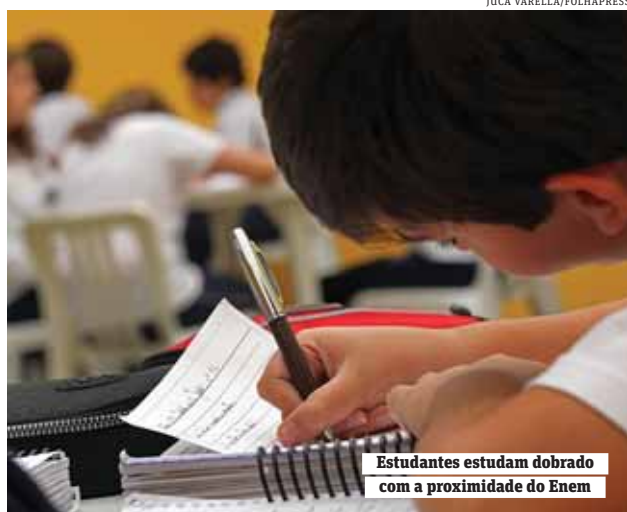 JUCA VARELLA/FOLHAPRESS
Estudantes estudam dobrado
com a proximidade do Enem